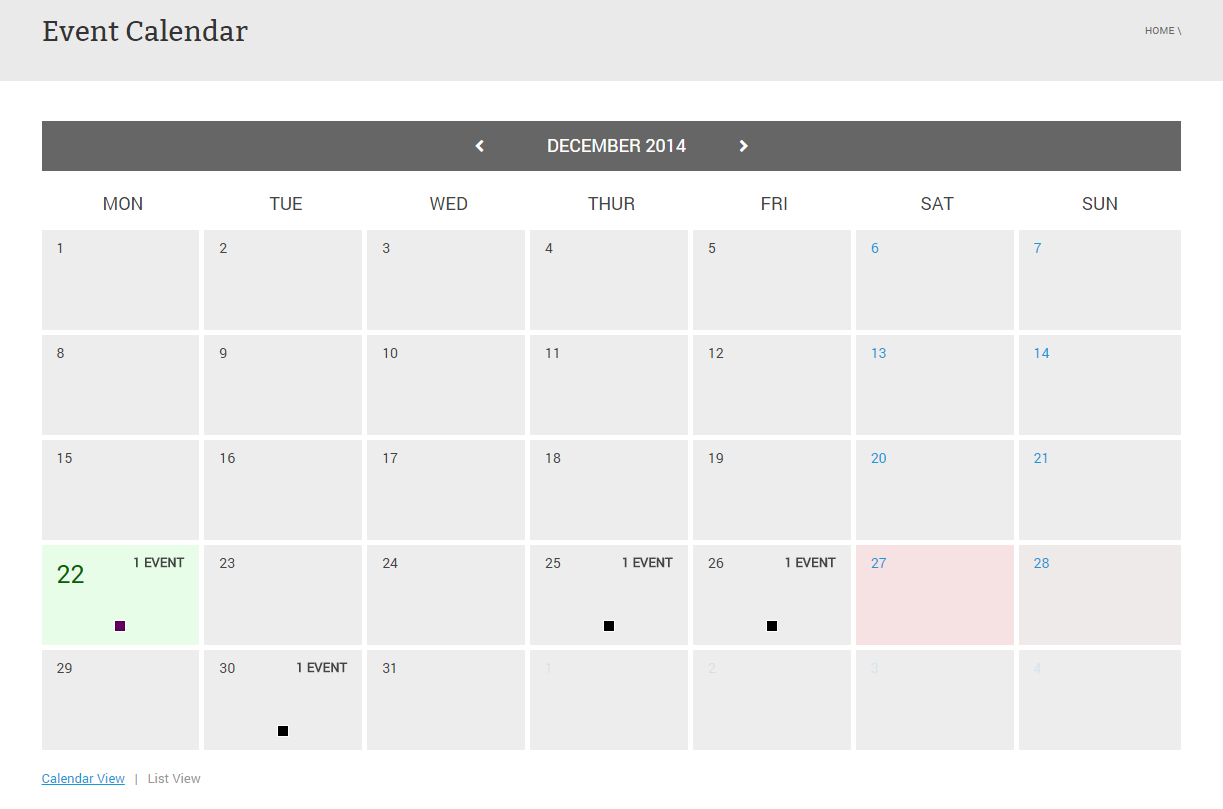 Event Calendar
HOME \
DECEMBER 2014
MON TUE WED THUR FRI SAT SUN
1 2 3 4 5 6 7
8 9 10 11 12 13 14
15 16 17 18 19 20 21
22 1 EVENT 23 24 25 1 EVENT 26 1 EVENT 27 28
29 30 1 EVENT 31 1 2 3 4
Calendar View | List View